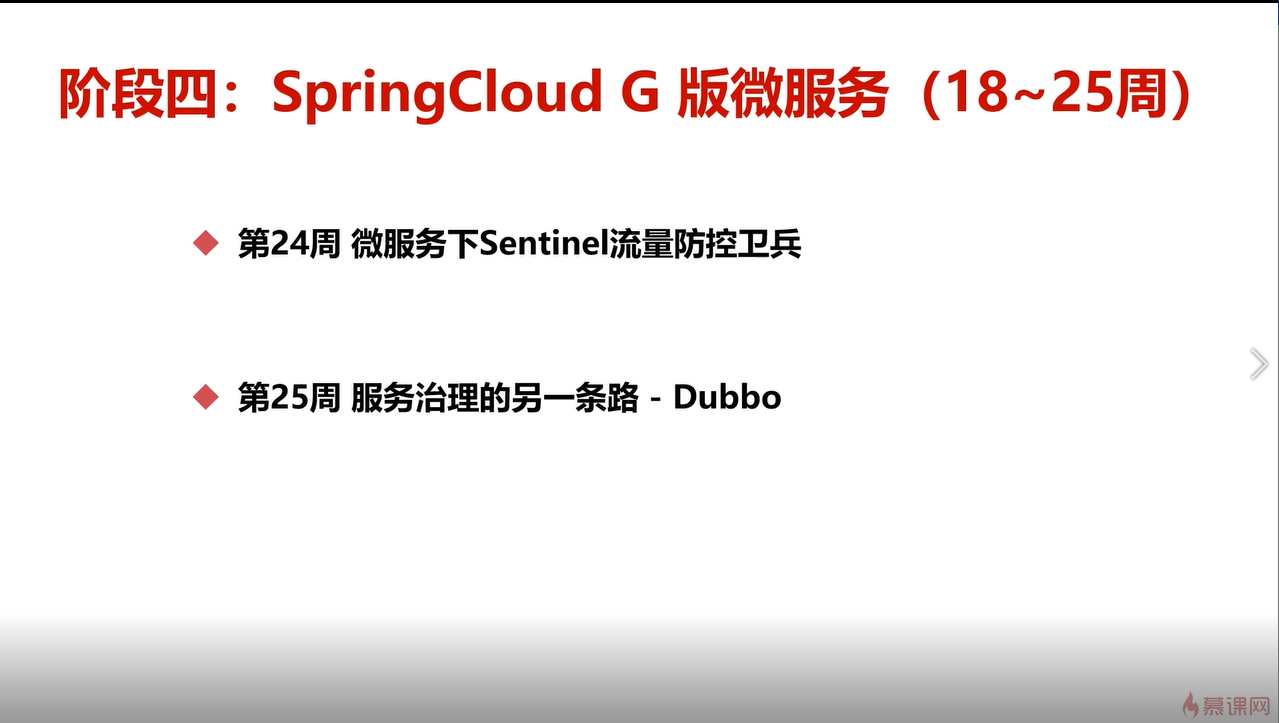 阶段四：SpringCloud G 版微服务（18~25周）
第24周 微服务下Sentinel流量防控卫兵
第25周 服务治理的另一条路 - Dubbo
慕课网